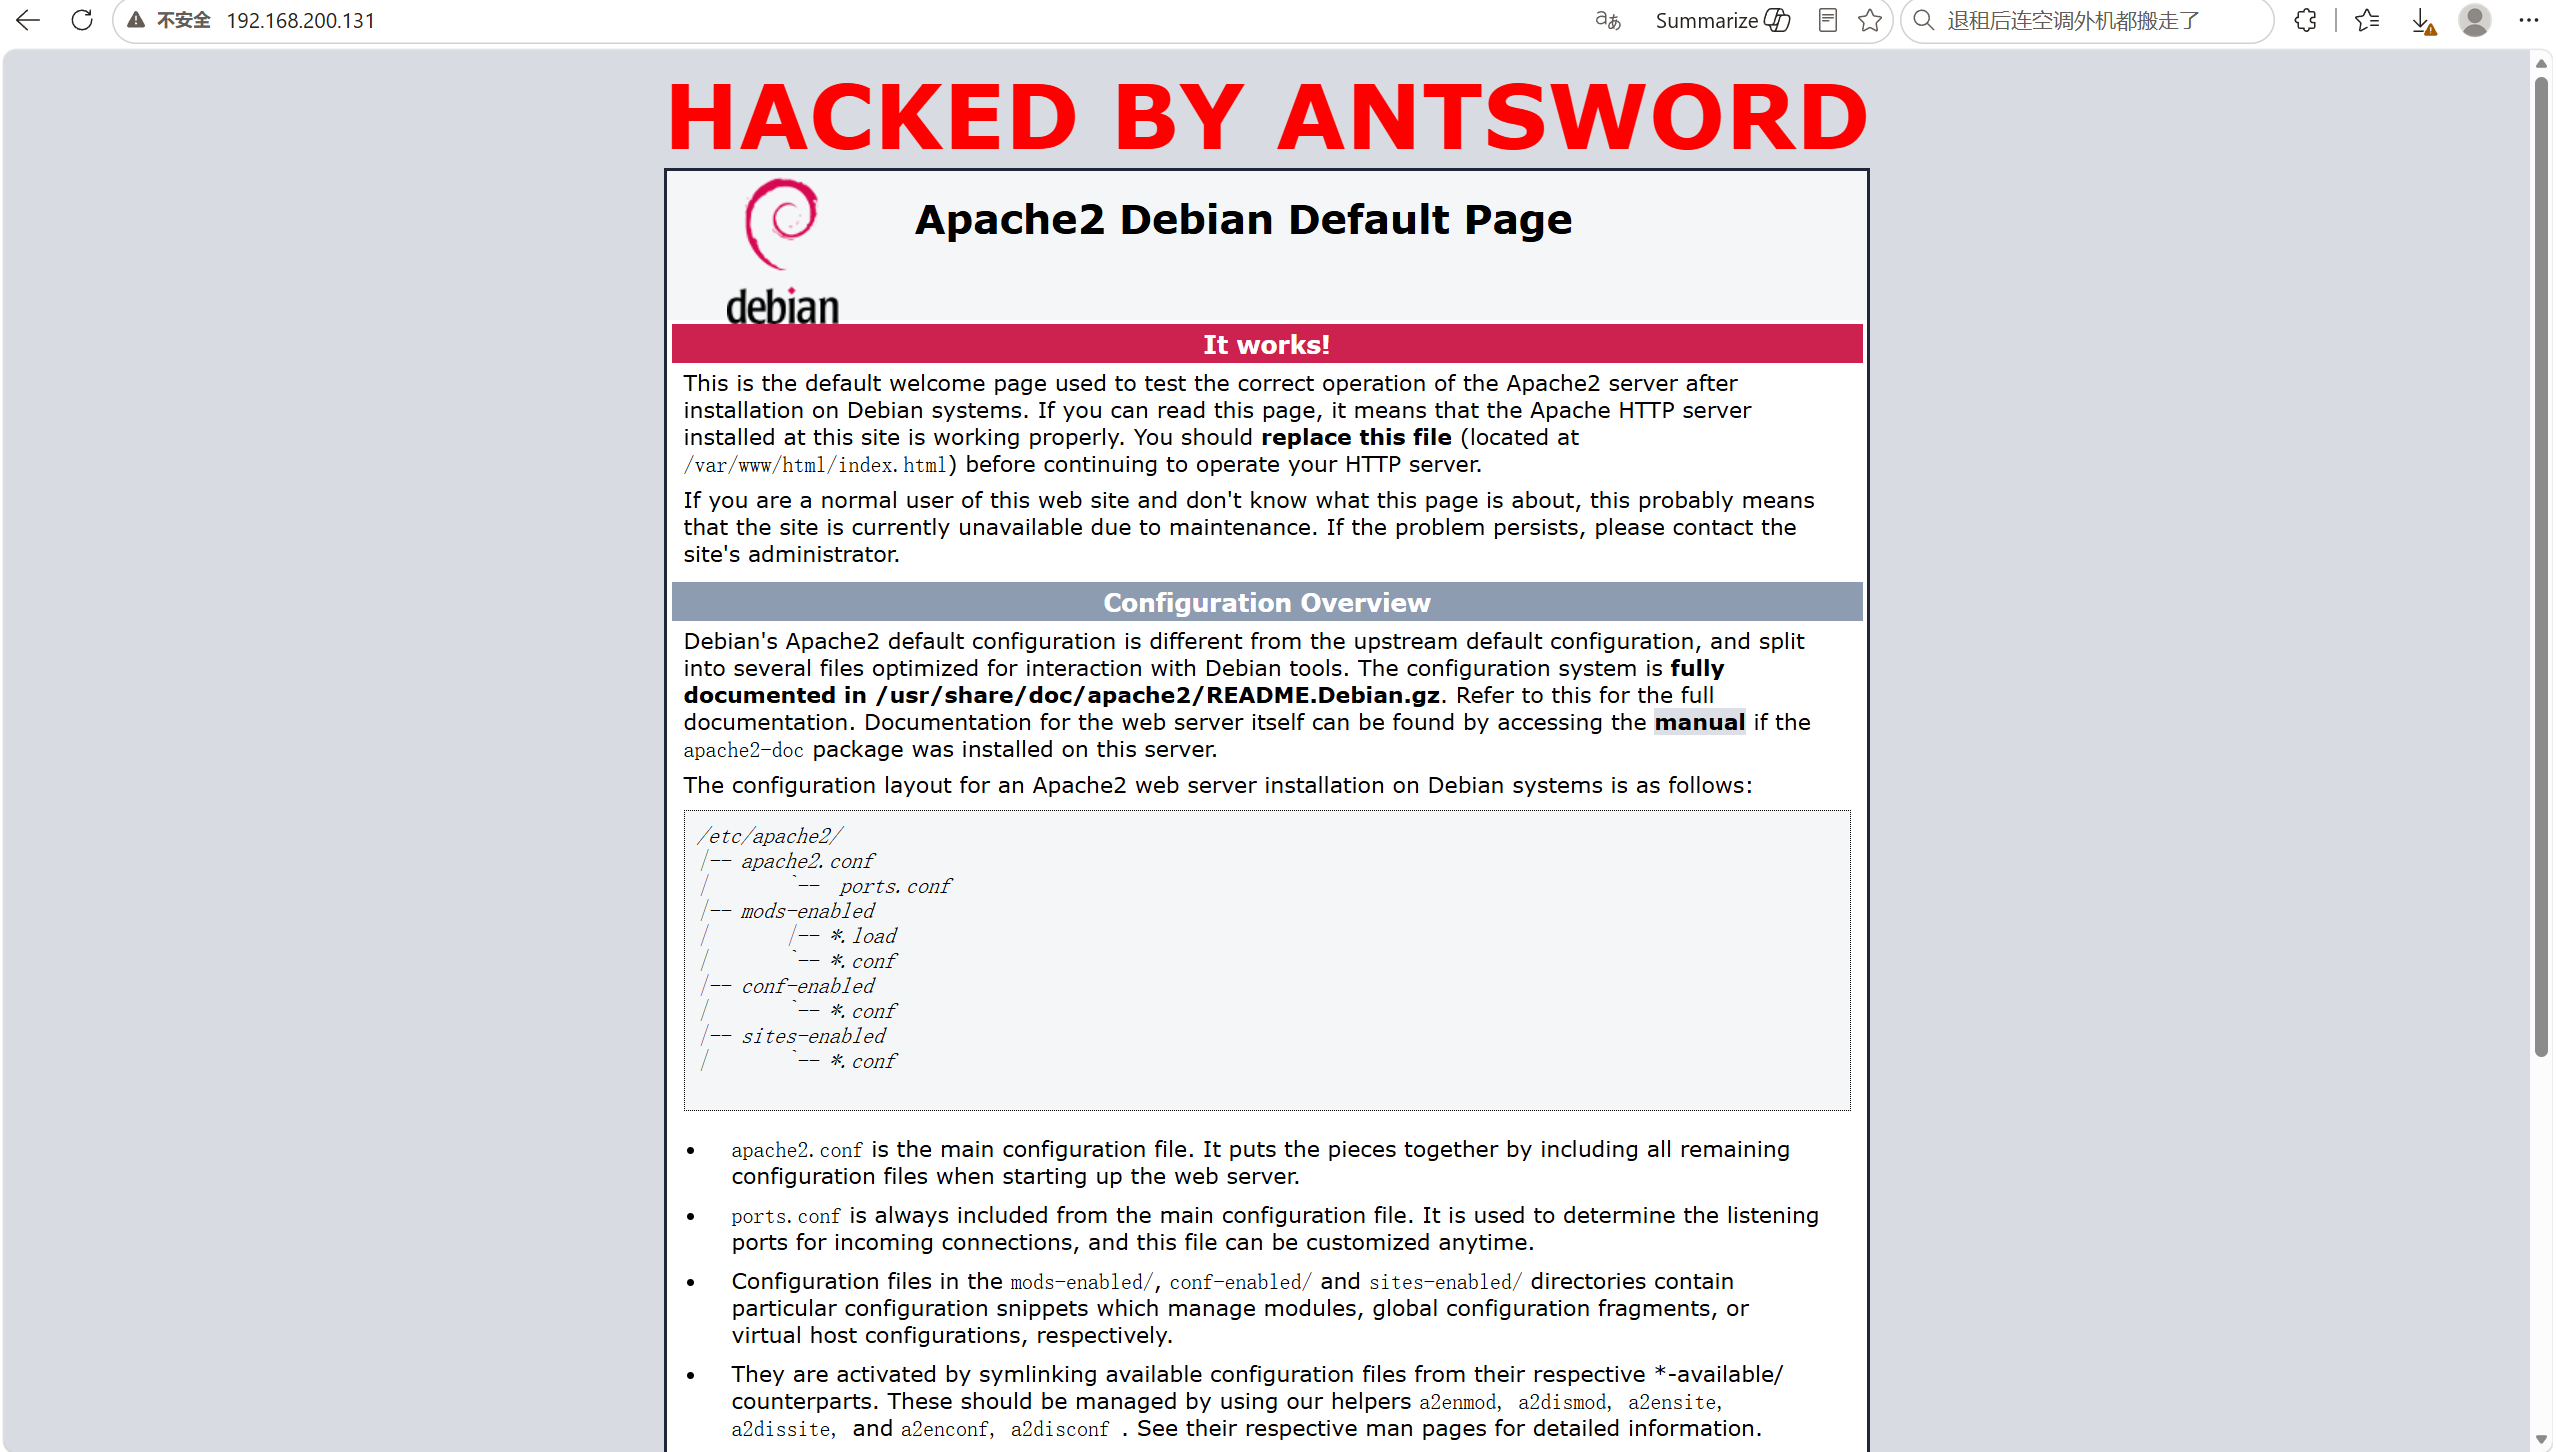 不安全 192.168.200.131 aあ Summarize 退租后连空调外机都搬走了
HACKED BY ANTSWORD
debian
Apache2 Debian Default Page
It works!
This is the default welcome page used to test the correct operation of the Apache2 server after
installation on Debian systems. If you can read this page, it means that the Apache HTTP server
installed at this site is working properly. You should replace this file (located at
/var/www/html/index.html) before continuing to operate your HTTP server.
If you are a normal user of this web site and don't know what this page is about, this probably means
that the site is currently unavailable due to maintenance. If the problem persists, please contact the
site's administrator.
Configuration Overview
Debian's Apache2 default configuration is different from the upstream default configuration, and split
into several files optimized for interaction with Debian tools. The configuration system is fully
documented in /usr/share/doc/apache2/README.Debian.gz. Refer to this for the full
documentation. Documentation for the web server itself can be found by accessing the manual if the
apache2-doc package was installed on this server.
The configuration layout for an Apache2 web server installation on Debian systems is as follows:
/etc/apache2/
|-- apache2.conf
|       `--  ports.conf
|-- mods-enabled
|       |-- *.load
|       `-- *.conf
|-- conf-enabled
|       `-- *.conf
|-- sites-enabled
|       `-- *.conf
• apache2.conf is the main configuration file. It puts the pieces together by including all remaining
configuration files when starting up the web server.
• ports.conf is always included from the main configuration file. It is used to determine the listening
ports for incoming connections, and this file can be customized anytime.
• Configuration files in the mods-enabled/, conf-enabled/ and sites-enabled/ directories contain
particular configuration snippets which manage modules, global configuration fragments, or
virtual host configurations, respectively.
• They are activated by symlinking available configuration files from their respective *-available/
counterparts. These should be managed by using our helpers a2enmod, a2dismod, a2ensite,
a2dissite, and a2enconf, a2disconf . See their respective man pages for detailed information.